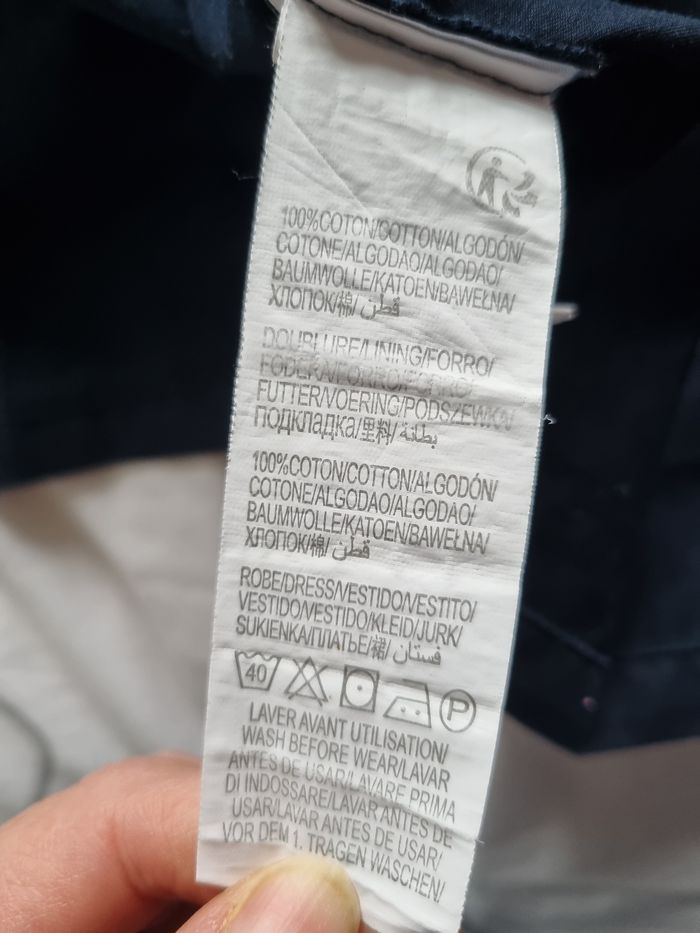 100%COTON/COTTON/ALGODÓN/
COTONE/ALGODAO/ALGODAO/
BAUMWOLLE/KATOEN/BAWEŁNA/
ХЛОПОК/棉/ قطن
DOUBLURE/LINING/FORRO/
FODERA/FORRO/FORRO/
FUTTER/VOERING/PODSZEWKA/
ПОДКЛАДКА/里料/ بطانة
100%COTON/COTTON/ALGODÓN/
COTONE/ALGODAO/ALGODAO/
BAUMWOLLE/KATOEN/BAWEŁNA/
ХЛОПОК/棉/ قطن
ROBE/DRESS/VESTIDO/VESTITO/
VESTIDO/VESTIDO/KLEID/JURK/
SUKIENKA/ПЛАТЬЕ/裙/ فستان
40 P
LAVER AVANT UTILISATION/
WASH BEFORE WEAR/LAVAR
ANTES DE USAR/LAVARE PRIMA
DI INDOSSARE/LAVAR ANTES DE
USAR/LAVAR ANTES DE USAR/
VOR DEM 1. TRAGEN WASCHEN/